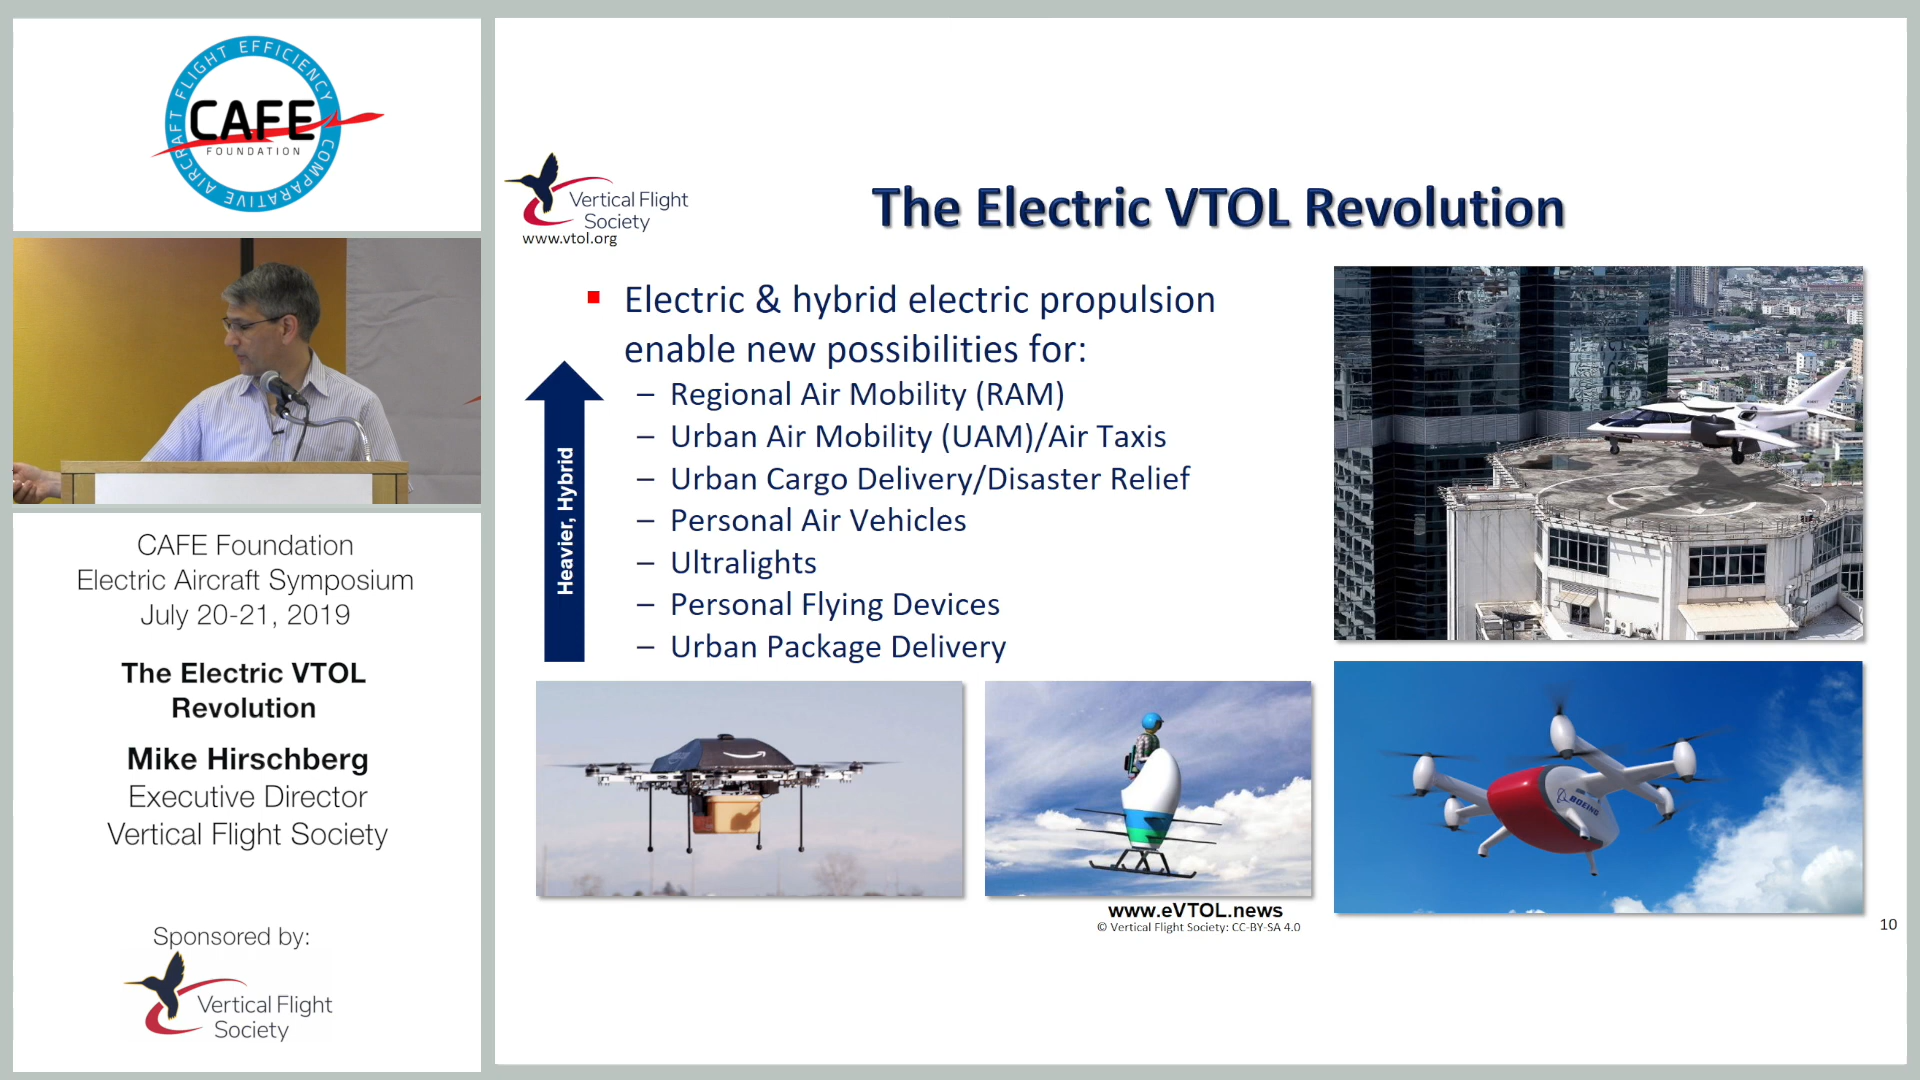 AIRCRAFT FLIGHT EFFICIENCY COMPARATIVE
CAFE
FOUNDATION
CAFE Foundation
Electric Aircraft Symposium
July 20-21, 2019
The Electric VTOL
Revolution
Mike Hirschberg
Executive Director
Vertical Flight Society
Sponsored by:
Vertical Flight
Society
Vertical Flight
Society
www.vtol.org
The Electric VTOL Revolution
▪ Electric & hybrid electric propulsion
enable new possibilities for:
– Regional Air Mobility (RAM)
– Urban Air Mobility (UAM)/Air Taxis
– Urban Cargo Delivery/Disaster Relief
– Personal Air Vehicles
– Ultralights
– Personal Flying Devices
– Urban Package Delivery
Heavier, Hybrid
BOEING
www.eVTOL.news
© Vertical Flight Society: CC-BY-SA 4.0
10